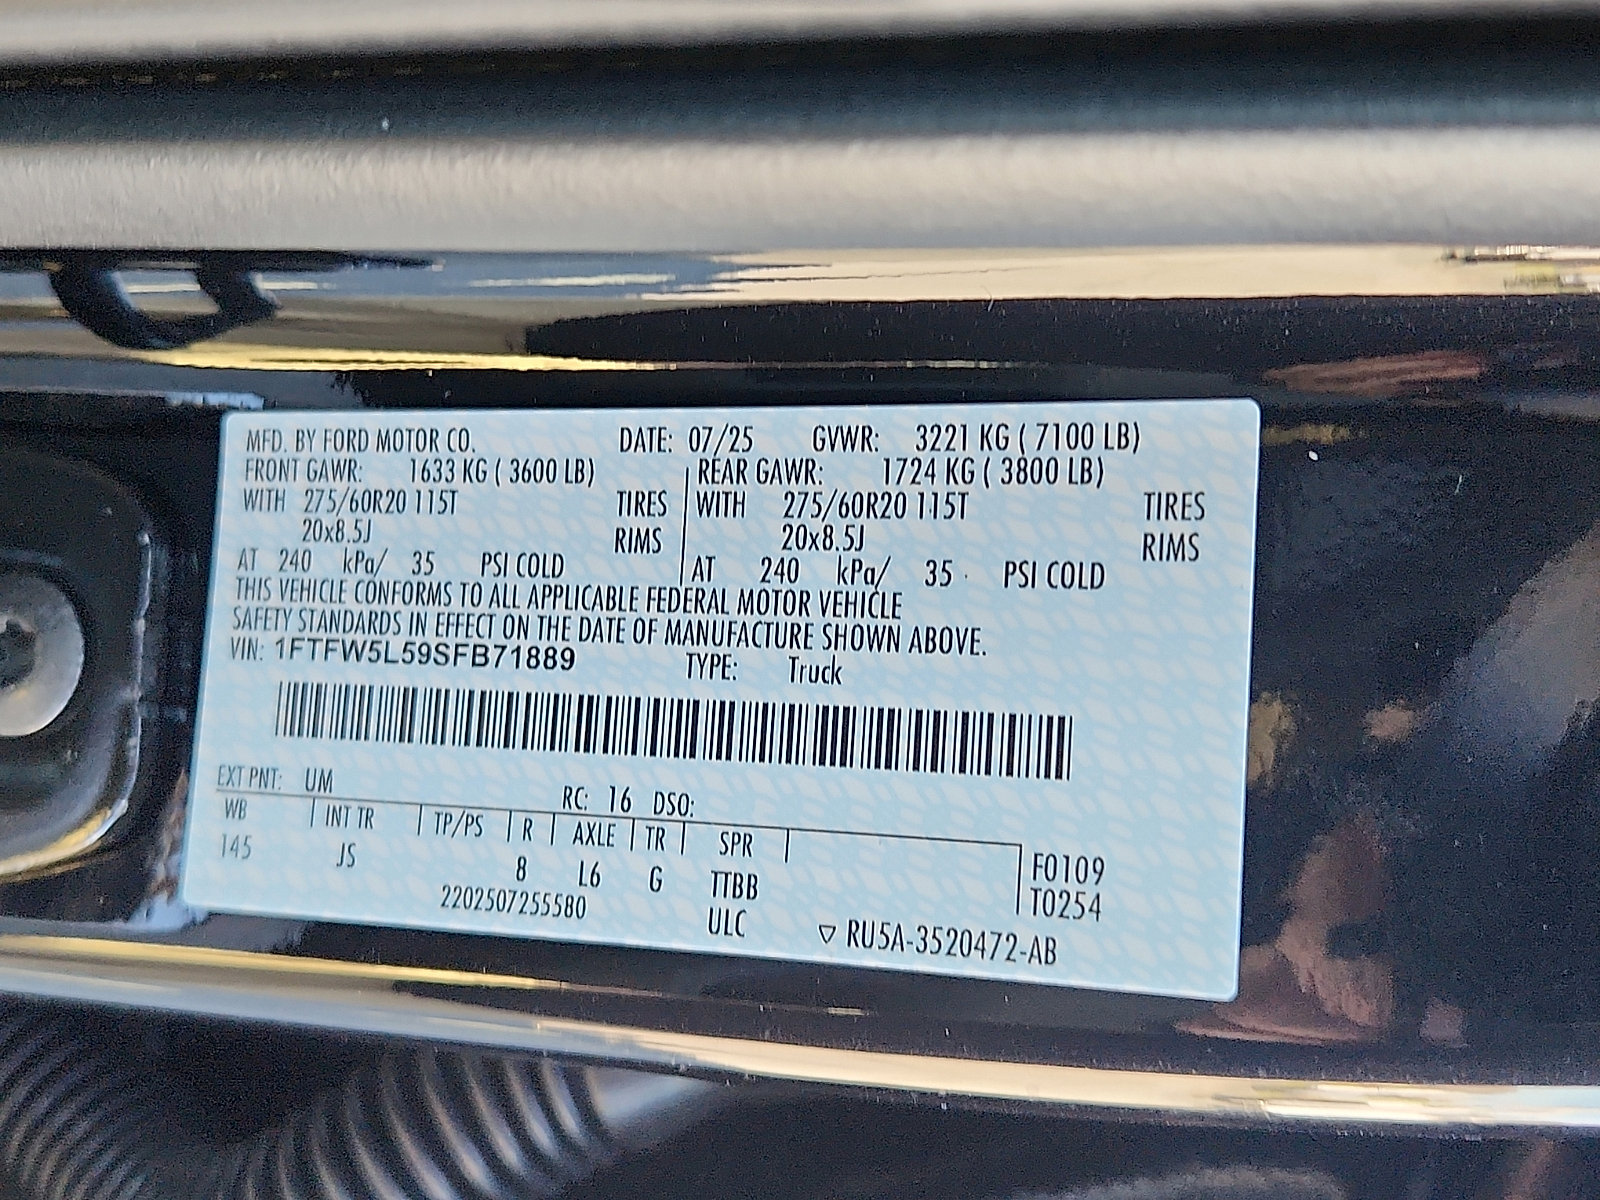 MFD. BY FORD MOTOR CO. DATE: 07/25 GVWR: 3221 KG ( 7100 LB)
FRONT GAWR: 1633 KG ( 3600 LB) REAR GAWR: 1724 KG ( 3800 LB)
WITH 275/60R20 115T TIRES WITH 275/60R20 115T TIRES
20x8.5J RIMS 20x8.5J RIMS
AT 240 kPa/ 35 PSI COLD AT 240 kPa/ 35 PSI COLD
THIS VEHICLE CONFORMS TO ALL APPLICABLE FEDERAL MOTOR VEHICLE
SAFETY STANDARDS IN EFFECT ON THE DATE OF MANUFACTURE SHOWN ABOVE.
VIN: 1FTFW5L59SFB71889 TYPE: Truck
EXT PNT: UM RC: 16 DSO:
WB INT TR TP/PS R AXLE TR SPR F0109
145 JS 8 L6 G TTBB T0254
2202507255580 ULC ▽ RU5A-3520472-AB